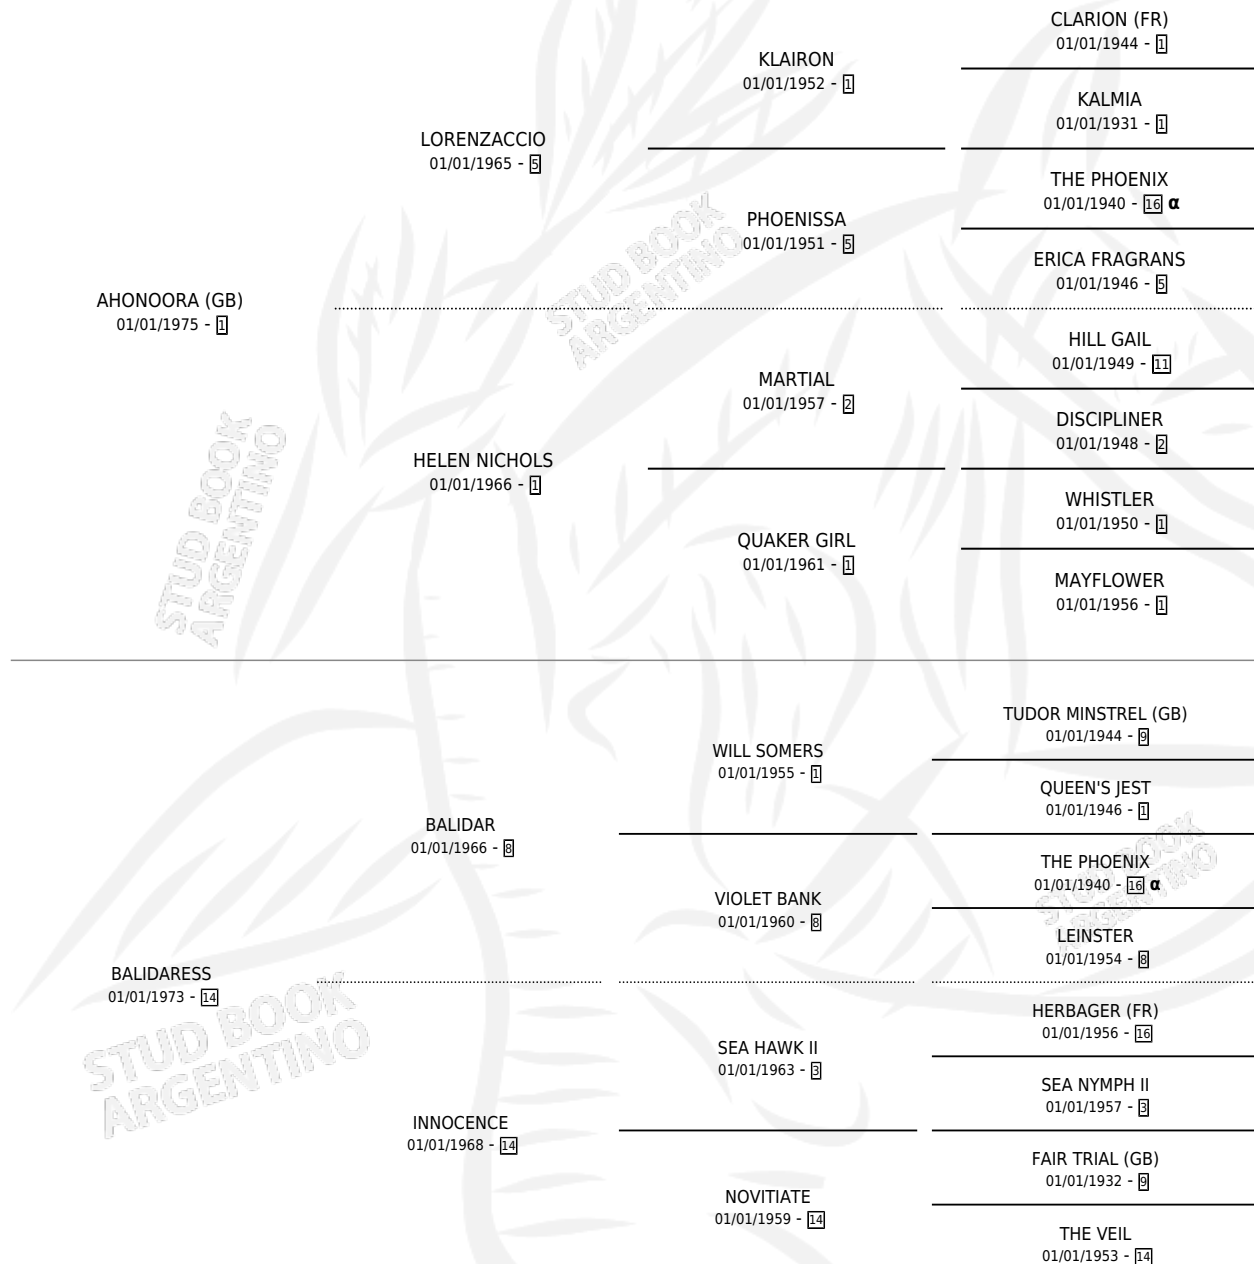 CLARION (FR)
01/01/1944 - 1
KLAIRON
01/01/1952 - 1
KALMIA
01/01/1931 - 1
LORENZACCIO
01/01/1965 - 5
THE PHOENIX
01/01/1940 - 16 α
PHOENISSA
01/01/1951 - 5
ERICA FRAGRANS
01/01/1946 - 5
AHONOORA (GB)
01/01/1975 - 1
HILL GAIL
01/01/1949 - 11
MARTIAL
01/01/1957 - 2
DISCIPLINER
01/01/1948 - 2
HELEN NICHOLS
01/01/1966 - 1
WHISTLER
01/01/1950 - 1
QUAKER GIRL
01/01/1961 - 1
MAYFLOWER
01/01/1956 - 1
TUDOR MINSTREL (GB)
01/01/1944 - 9
WILL SOMERS
01/01/1955 - 1
QUEEN'S JEST
01/01/1946 - 1
BALIDAR
01/01/1966 - 8
THE PHOENIX
01/01/1940 - 16 α
VIOLET BANK
01/01/1960 - 8
LEINSTER
01/01/1954 - 8
BALIDARESS
01/01/1973 - 14
HERBAGER (FR)
01/01/1956 - 16
SEA HAWK II
01/01/1963 - 3
SEA NYMPH II
01/01/1957 - 3
INNOCENCE
01/01/1968 - 14
FAIR TRIAL (GB)
01/01/1932 - 9
NOVITIATE
01/01/1959 - 14
THE VEIL
01/01/1953 - 14
STUD BOOK
ARGENTINO
STUD BOOK
ARGENTINO
STUD BOOK
ARGENTINO
STUD BOOK
ARGENTINO